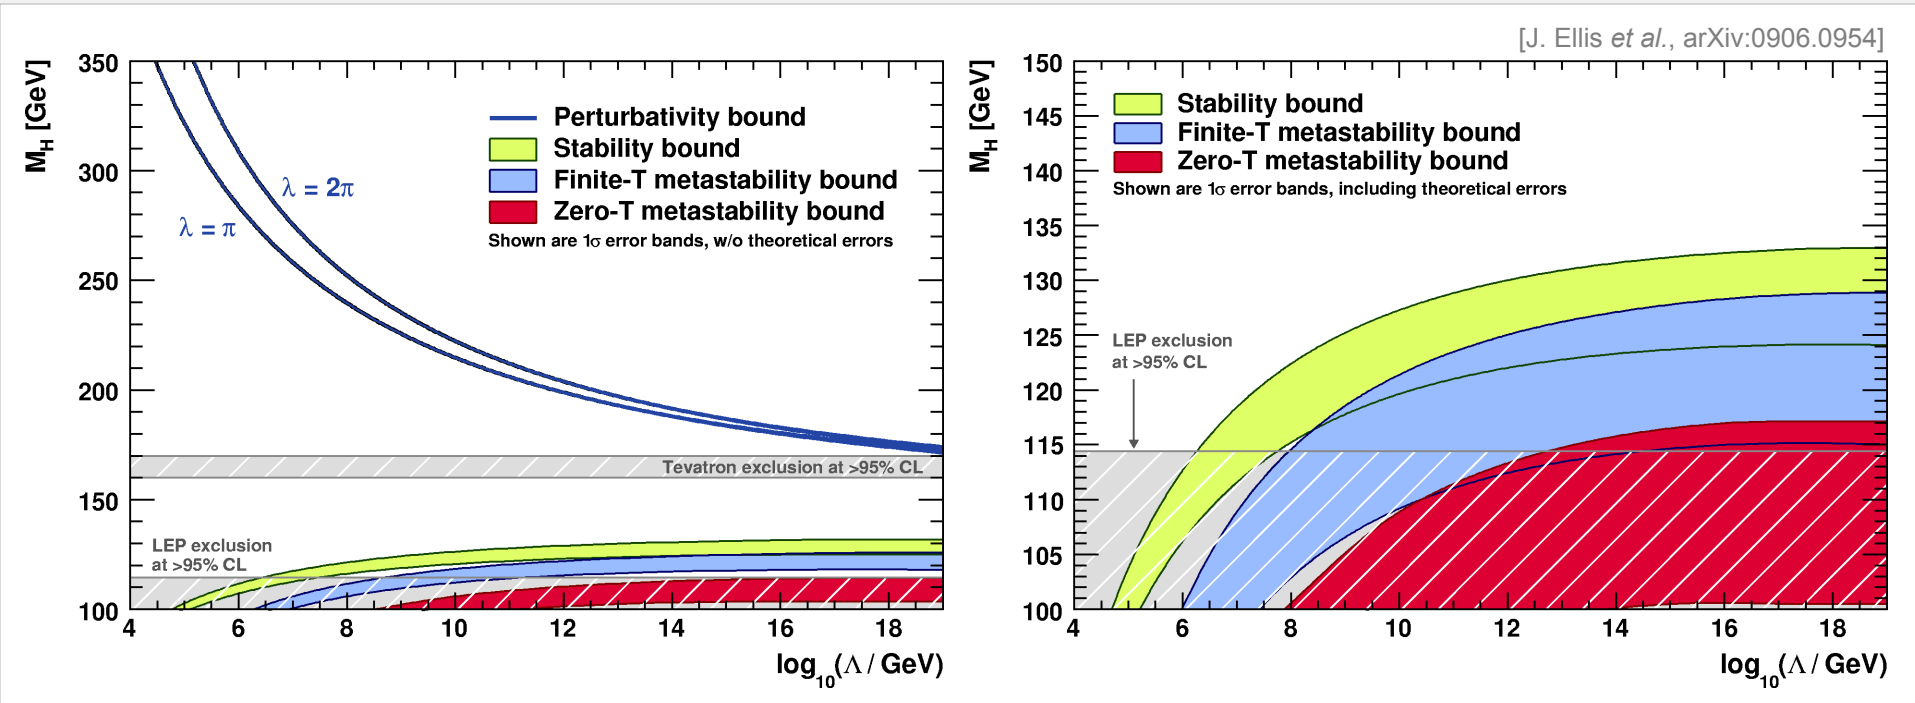 [J. Ellis et al., arXiv:0906.0954]
M_H [GeV]
350
300
250
200
150
100
4 6 8 10 12 14 16 18
log_10(Λ / GeV)
Perturbativity bound
Stability bound
Finite-T metastability bound
Zero-T metastability bound
Shown are 1σ error bands, w/o theoretical errors
λ = 2π
λ = π
Tevatron exclusion at >95% CL
LEP exclusion
at >95% CL
M_H [GeV]
150
145
140
135
130
125
120
115
110
105
100
4 6 8 10 12 14 16 18
log_10(Λ / GeV)
Stability bound
Finite-T metastability bound
Zero-T metastability bound
Shown are 1σ error bands, including theoretical errors
LEP exclusion
at >95% CL